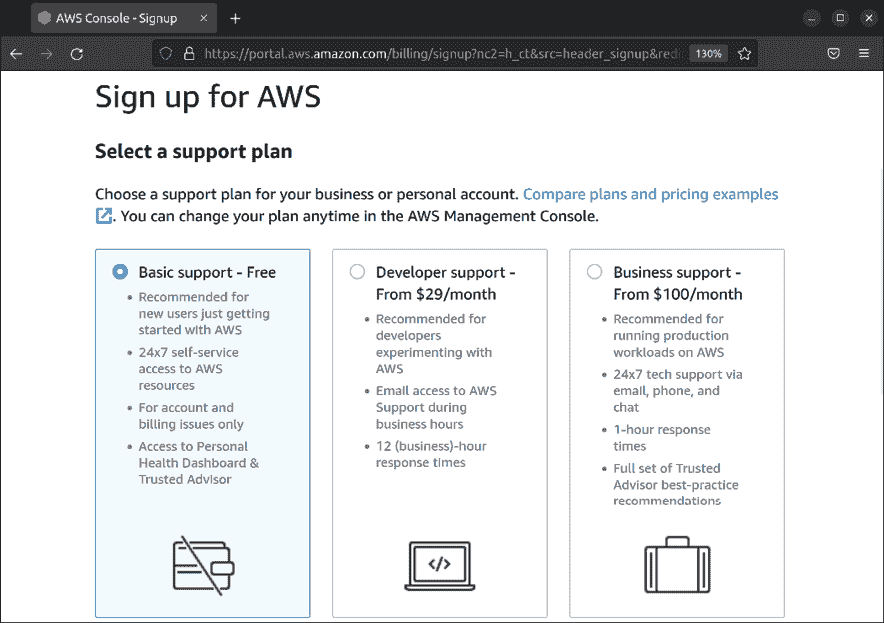 AWS Console - Signup
https://portal.aws.amazon.com/billing/signup?nc2=h_ct&src=header_signup&red
130%
Sign up for AWS
Select a support plan
Choose a support plan for your business or personal account. Compare plans and pricing examples
. You can change your plan anytime in the AWS Management Console.
Basic support - Free
• Recommended for
new users just getting
started with AWS
• 24x7 self-service
access to AWS
resources
• For account and
billing issues only
• Access to Personal
Health Dashboard &
Trusted Advisor
Developer support -
From $29/month
• Recommended for
developers
experimenting with
AWS
• Email access to AWS
Support during
business hours
• 12 (business)-hour
response times
</>
Business support -
From $100/month
• Recommended for
running production
workloads on AWS
• 24x7 tech support via
email, phone, and
chat
• 1-hour response
times
• Full set of Trusted
Advisor best-practice
recommendations